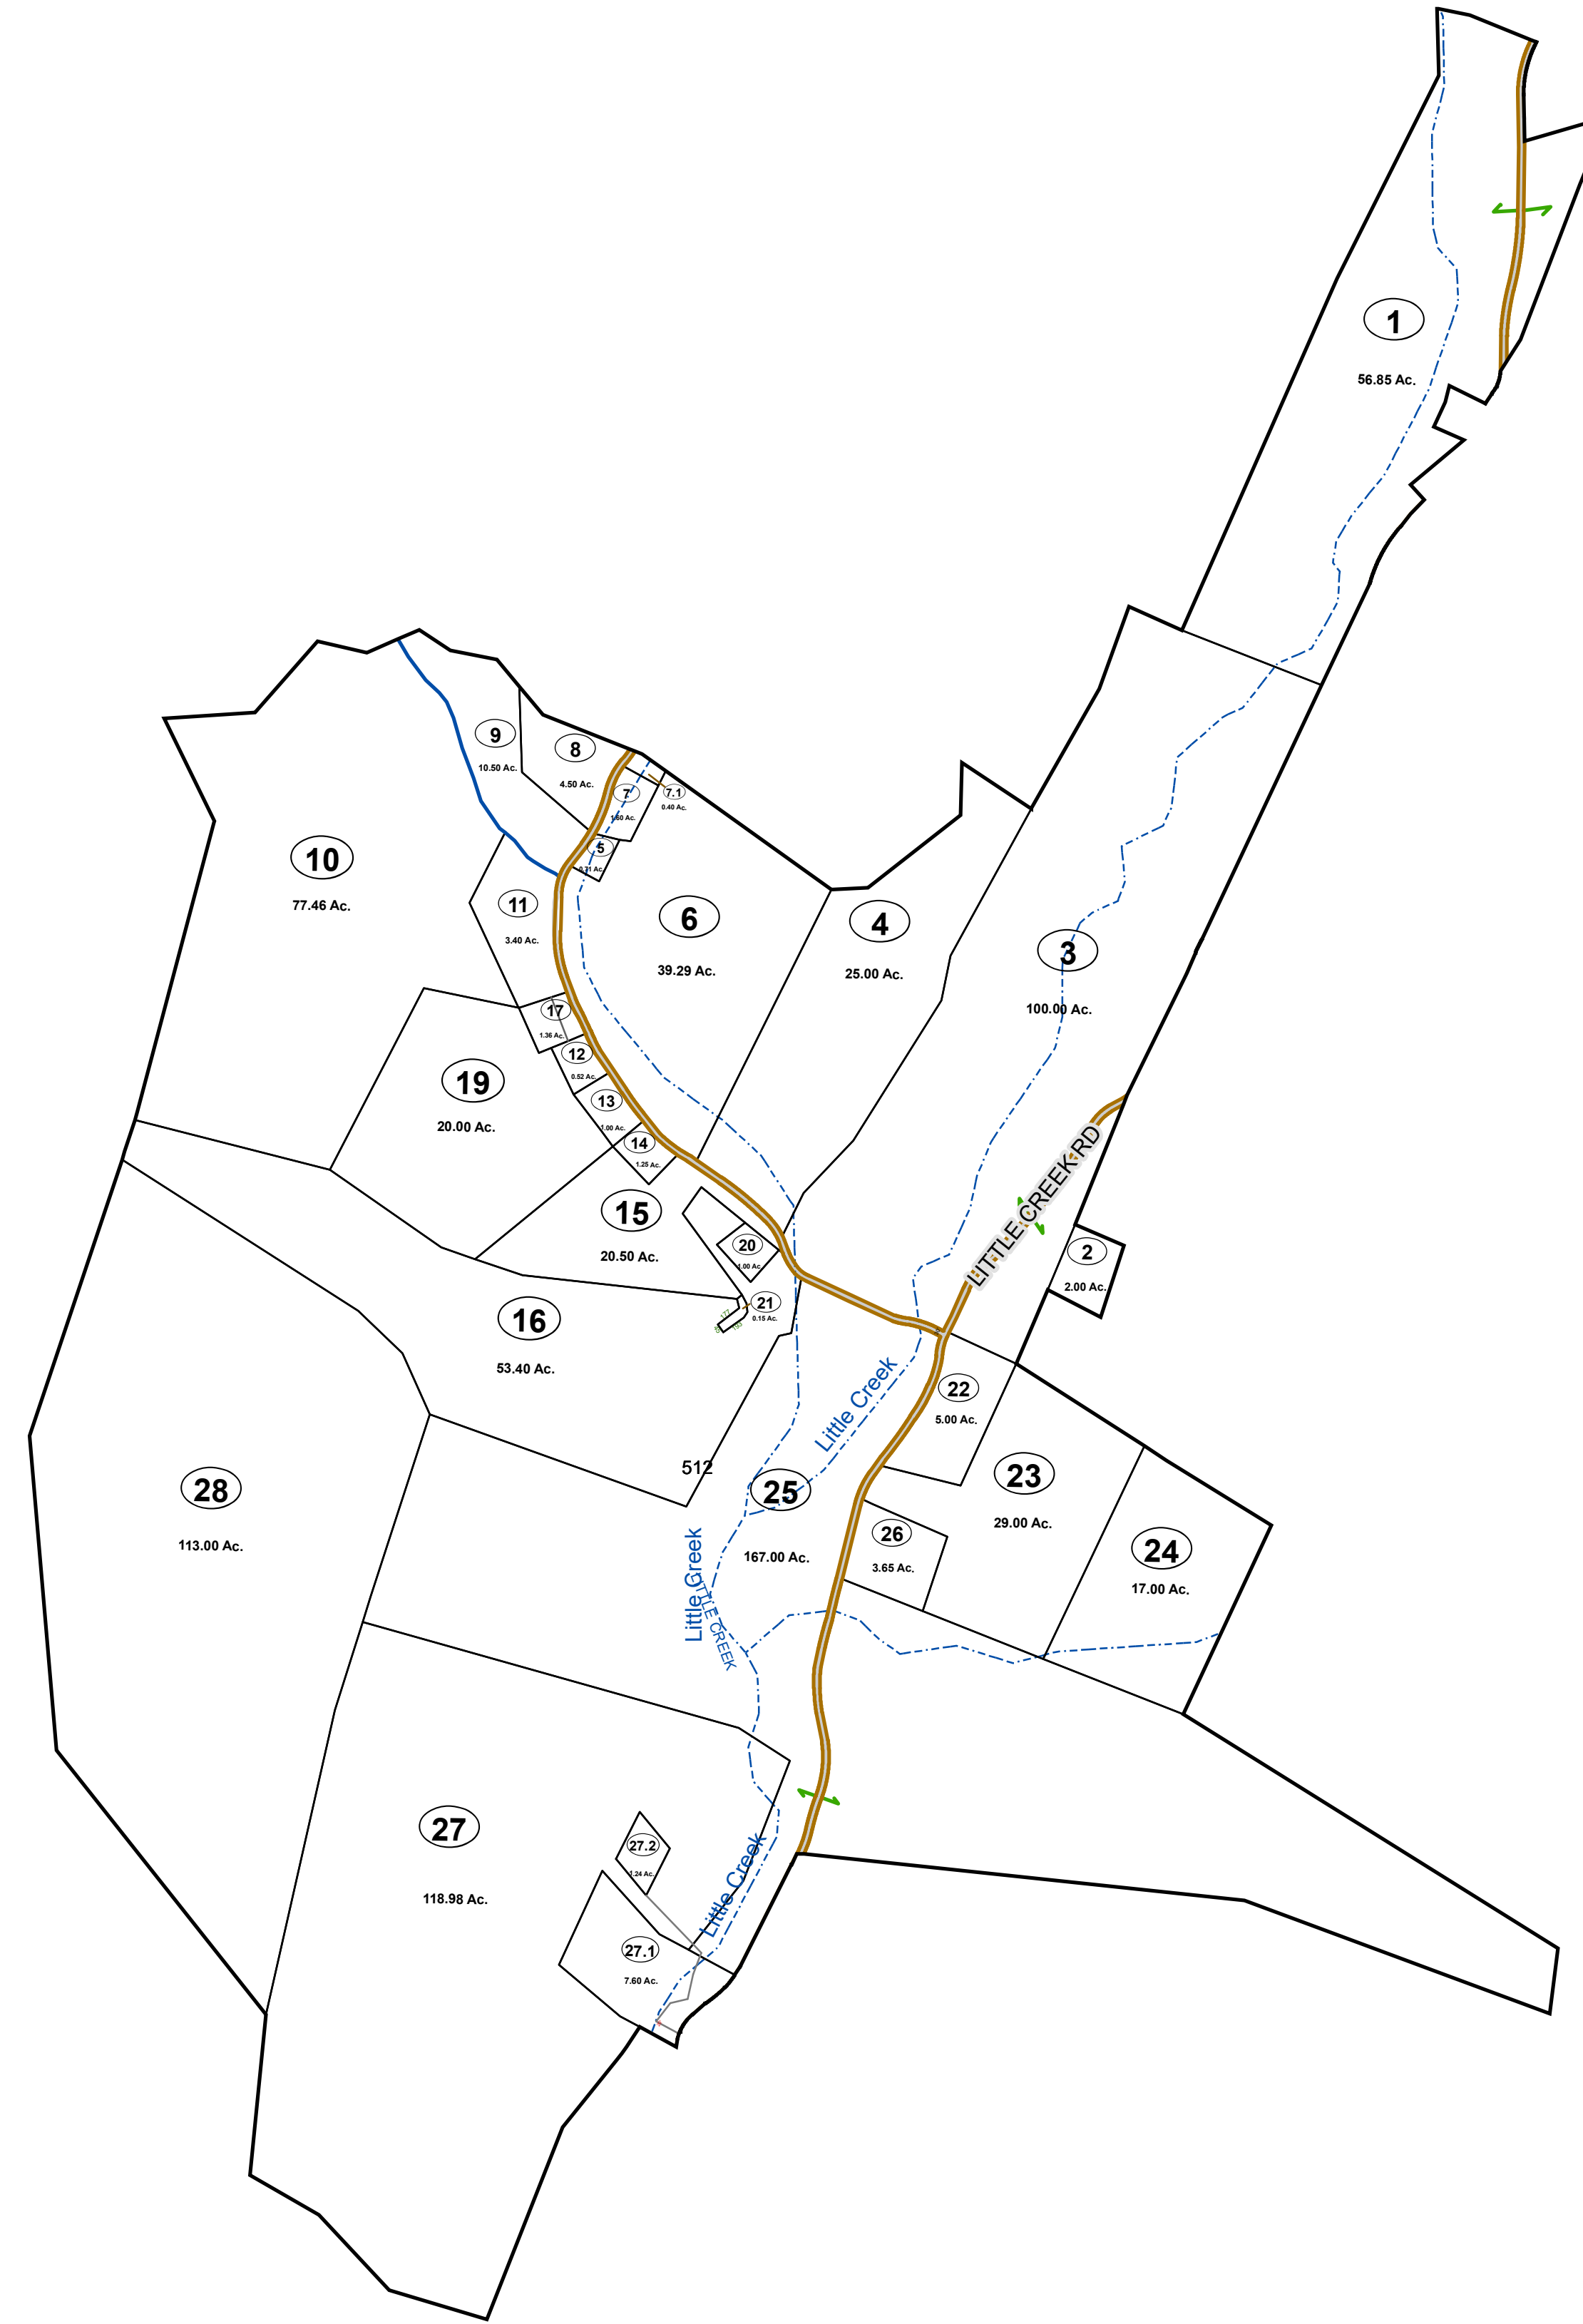 1
56.85 Ac.
9
10.50 Ac.
8
4.50 Ac.
7
1.60 Ac.
7.1
0.40 Ac.
5
10
77.46 Ac.
11
3.40 Ac.
6
39.29 Ac.
4
25.00 Ac.
3
100.00 Ac.
17
1.36 Ac.
12
0.52 Ac.
19
20.00 Ac.
13
1.00 Ac.
14
1.25 Ac.
LITTLE CREEK RD
15
20.50 Ac.
20
1.00 Ac.
2
2.00 Ac.
21
0.15 Ac.
16
53.40 Ac.
22
5.00 Ac.
Little Creek
512
25
167.00 Ac.
23
29.00 Ac.
28
113.00 Ac.
26
3.65 Ac.
24
17.00 Ac.
Little Creek
LITTLE CREEK
27
118.98 Ac.
27.2
1.24 Ac.
Little Creek
27.1
7.60 Ac.